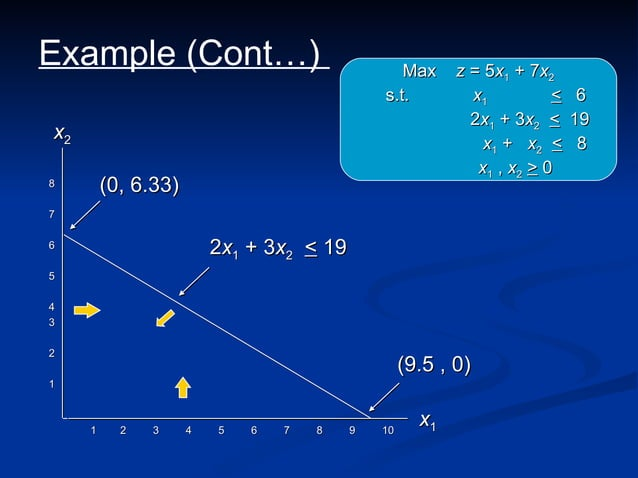 Example (Cont…)
Max z = 5x₁ + 7x₂
s.t. x₁ ≤ 6
2x₁ + 3x₂ ≤ 19
x₁ + x₂ ≤ 8
x₁ , x₂ ≥ 0
x₂
8
(0, 6.33)
7
6
2x₁ + 3x₂ ≤ 19
5
4
3
2
(9.5 , 0)
1
x₁
1 2 3 4 5 6 7 8 9 10